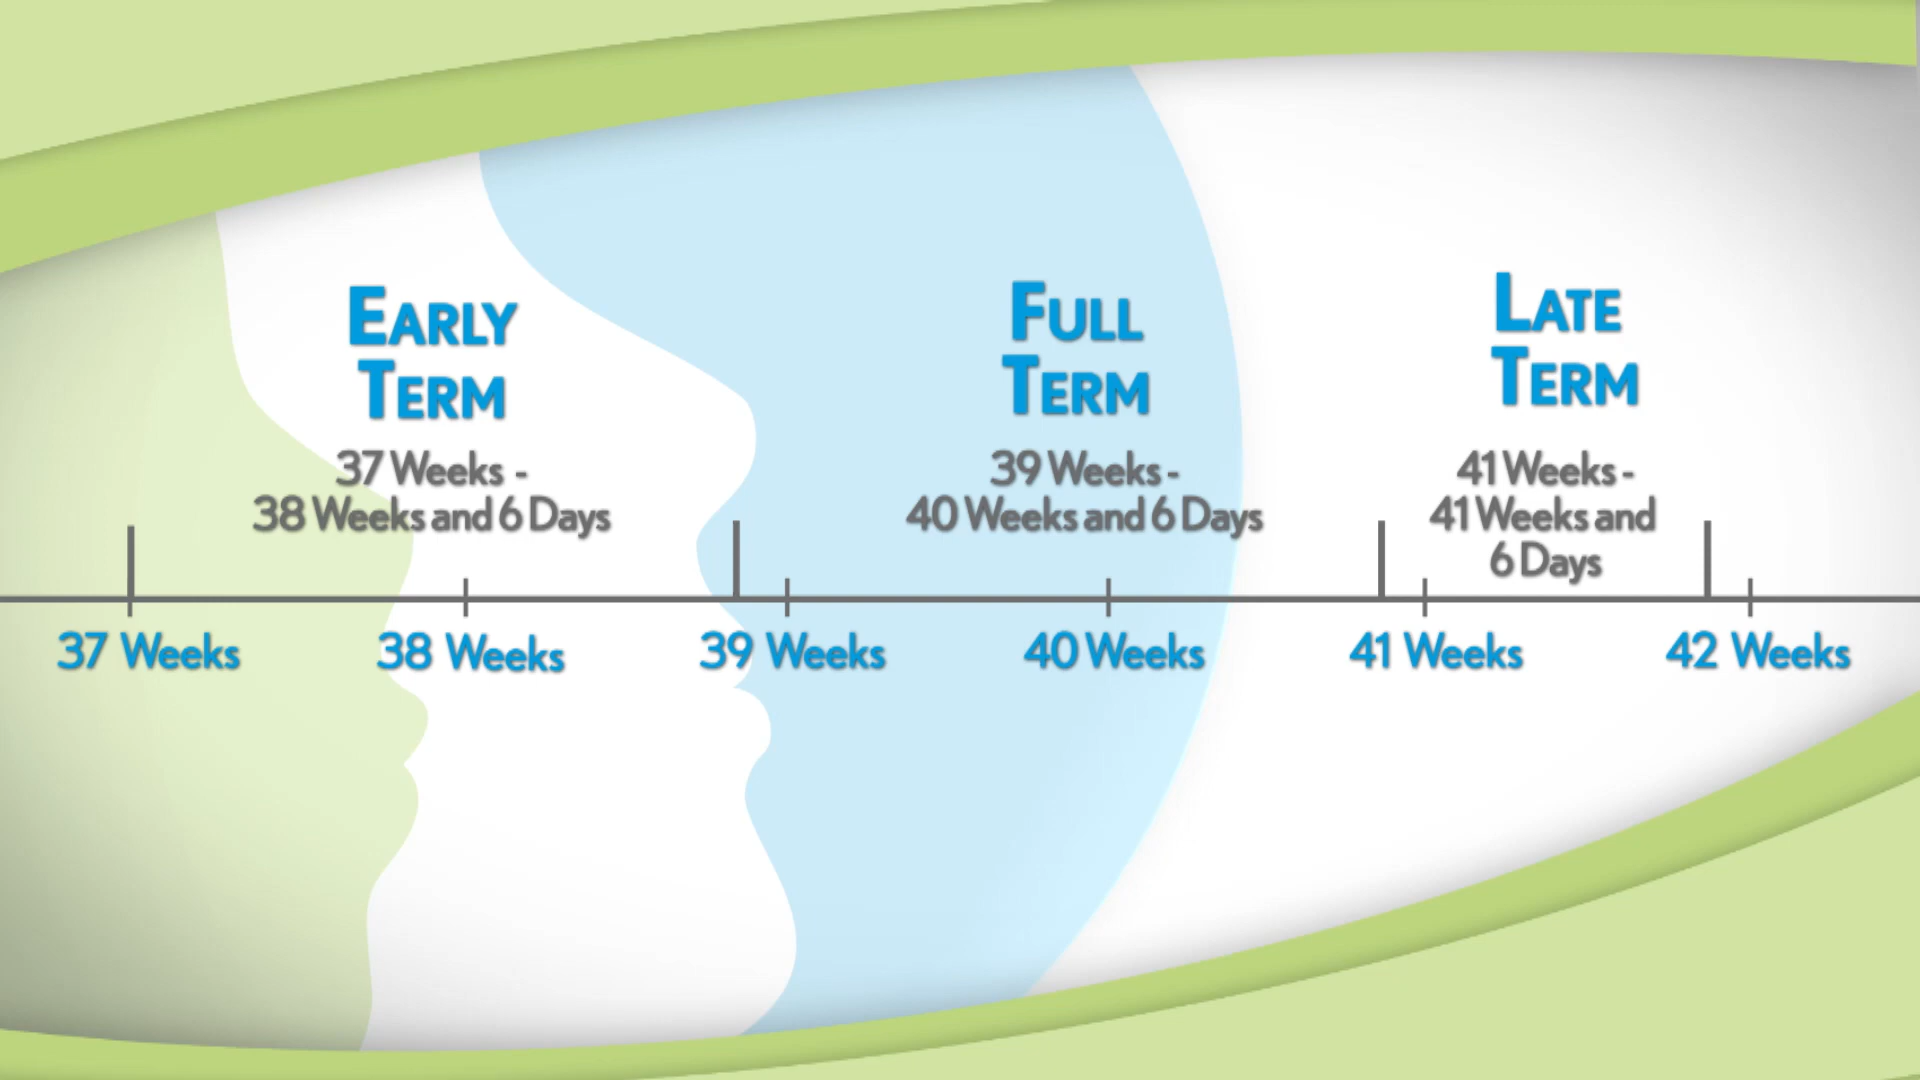 EARLY
TERM
37 Weeks -
38 Weeks and 6 Days
FULL
TERM
39 Weeks -
40 Weeks and 6 Days
LATE
TERM
41 Weeks -
41 Weeks and
6 Days
37 Weeks
38 Weeks
39 Weeks
40 Weeks
41 Weeks
42 Weeks